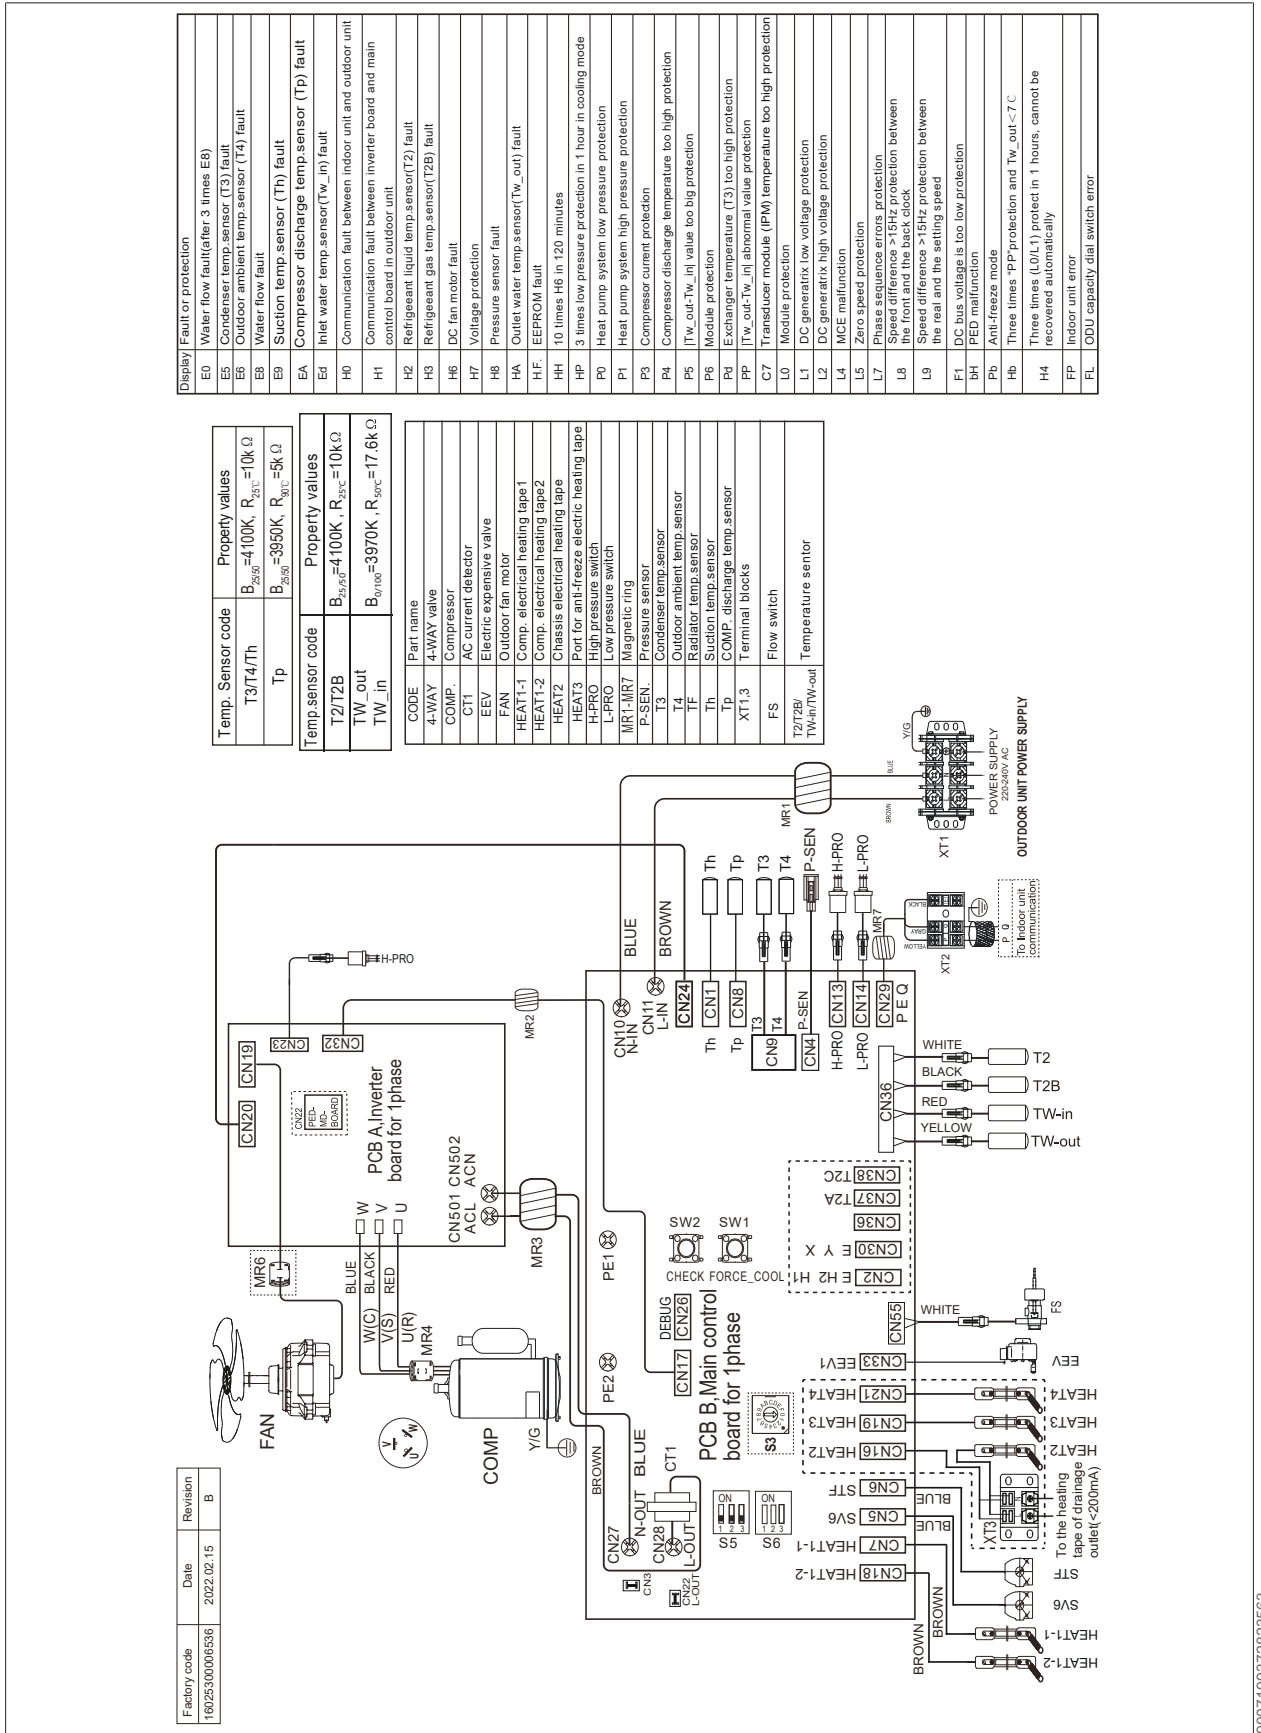 Factory code Date Revision
16025300006536 2022.02.15 B
Display Fault or protection
E0 Water flow fault(after 3 times E8)
E5 Condenser temp.sensor (T3) fault
E6 Outdoor ambient temp.sensor (T4) fault
E8 Water flow fault
E9 Suction temp.sensor (Th) fault
EA Compressor discharge temp.sensor (Tp) fault
Ed Inlet water temp.sensor(Tw_in) fault
H0 Communication fault between indoor unit and outdoor unit
H1 Communication fault between inverter board and main
control board in outdoor unit
H2 Refrigeeant liquid temp.sensor(T2) fault
H3 Refrigeeant gas temp.sensor(T2B) fault
H6 DC fan motor fault
H7 Voltage protection
H8 Pressure sensor fault
HA Outlet water temp.sensor(Tw_out) fault
H.F. EEPROM fault
HH 10 times H6 in 120 minutes
HP 3 times low pressure protection in 1 hour in cooling mode
P0 Heat pump system low pressure protection
P1 Heat pump system high pressure protection
P3 Compressor current protection
P4 Compressor discharge temperature too high protection
P5 |Tw_out-Tw_in| value too big protection
P6 Module protection
Pd Exchanger temperature (T3) too high protection
PP |Tw_out-Tw_in| abnormal value protection
C7 Transducer module (IPM) temperature too high protection
L0 Module protection
L1 DC generatrix low voltage protection
L2 DC generatrix high voltage protection
L4 MCE malfunction
L5 Zero speed protection
L7 Phase sequence errors protection
L8 Speed difference >15Hz protection between
the front and the back clock
L9 Speed difference >15Hz protection between
the real and the setting speed
F1 DC bus voltage is too low protection
bH PED malfunction
Pb Anti-freeze mode
Hb Three times "PP"protection and Tw_out<7℃
H4 Three times (L0/L1) protect in 1 hours, cannot be
recovered automatically
FP Indoor unit error
FL ODU capacity dial switch error
Temp. Sensor code Property values
T3/T4/Th B25/50=4100K, R25℃=10kΩ
Tp B25/50=3950K, R90℃=5kΩ
Temp.sensor code Property values
T2/T2B B25/50=4100K, R25℃=10kΩ
TW_out
TW_in B0/100=3970K, R50℃=17.6kΩ
CODE Part name
4-WAY 4-WAY valve
COMP. Compressor
CT1 AC current detector
EEV Electric expensive valve
FAN Outdoor fan motor
HEAT1-1 Comp. electrical heating tape1
HEAT1-2 Comp. electrical heating tape2
HEAT2 Chassis electrical heating tape
HEAT3 Port for anti-freeze electric heating tape
H-PRO High pressure switch
L-PRO Low pressure switch
MR1-MR7 Magnetic ring
P-SEN. Pressure sensor
T3 Condenser temp.sensor
T4 Outdoor ambient temp.sensor
TF Radiator temp.sensor
Th Suction temp.sensor
Tp COMP. discharge temp.sensor
XT1,3 Terminal blocks
FS Flow switch
T2/T2B/
TW-in/TW-out Temperature sentor
FAN
MR6
CN20 CN19
CN23
CN32
H-PRO
CN22
PED-
MD-
BOARD
PCB A,Inverter
board for 1phase
W
V
U
CN501 CN502
ACL ACN
MR2
MR3
BLUE
BLACK
RED
W(C)
V(S)
U(R)
MR4
V
U W
COMP
Y/G
BROWN
BLUE
PE2
PE1
CN10
N-IN
CN11
L-IN
CN24
BLUE
BROWN
MR1
BROWN
BLUE
Y/G
XT1
POWER SUPPLY
220-240V AC
OUTDOOR UNIT POWER SUPPLY
Th CN1 Th
Tp CN8 Tp
CN9 T3 T3
T4 T4
CN4 P-SEN P-SEN
H-PRO CN13 H-PRO
L-PRO CN14 L-PRO
CN29
P E Q
MR7
BLACK
GRAY
YELLOW
XT2
P Q
To Indoor unit
communication
CN3
CN22
L-OUT
CN27
N-OUT
CN28
L-OUT
CT1
CN17
DEBUG
CN26
SW2 SW1
CHECK FORCE_COOL
PCB B,Main control
board for 1phase
ON
1 2 3
S5
ON
1 2 3
S6
S3
CN36
WHITE T2
BLACK T2B
RED TW-in
YELLOW TW-out
CN38 T2C
CN37 T2A
CN36
CN30 E Y X
CN2 E H2 H1
CN55 WHITE FS
CN33 EEV1 EEV
CN21 HEAT4 HEAT4
CN19 HEAT3 HEAT3
CN16 HEAT2 HEAT2
CN6 STF BLUE STF
CN5 SV6 BLUE SV6
CN7 HEAT1-1 BROWN HEAT1-1
CN18 HEAT1-2 BROWN HEAT1-2
XT3
To the heating
tape of drainage
outlet(<200mA)